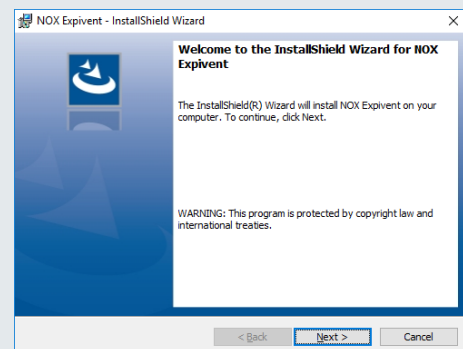 NOX Expivent - InstallShield Wizard
Welcome to the InstallShield Wizard for NOX
Expivent
The InstallShield(R) Wizard will install NOX Expivent on your
computer. To continue, click Next.
WARNING: This program is protected by copyright law and
international treaties.
< Back Next > Cancel